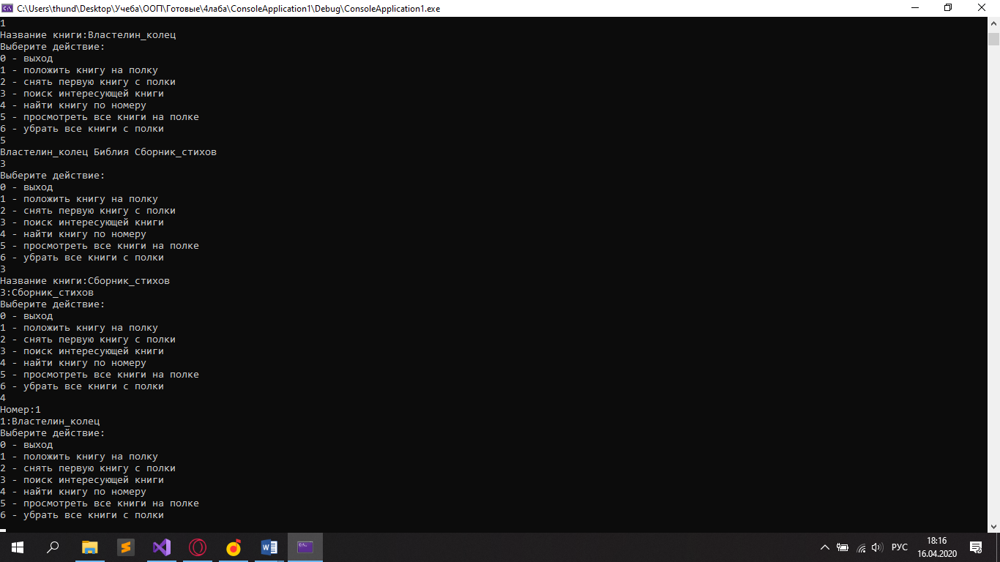 C:\Users\thund\Desktop\Учеба\ООП\Готовые\4лаба\ConsoleApplication1\Debug\ConsoleApplication1.exe
1
Название книги:Властелин_колец
Выберите действие:
0 - выход
1 - положить книгу на полку
2 - снять первую книгу с полки
3 - поиск интересующей книги
4 - найти книгу по номеру
5 - просмотреть все книги на полке
6 - убрать все книги с полки
5
Властелин_колец Библия Сборник_стихов
3
Выберите действие:
0 - выход
1 - положить книгу на полку
2 - снять первую книгу с полки
3 - поиск интересующей книги
4 - найти книгу по номеру
5 - просмотреть все книги на полке
6 - убрать все книги с полки
3
Название книги:Сборник_стихов
3:Сборник_стихов
Выберите действие:
0 - выход
1 - положить книгу на полку
2 - снять первую книгу с полки
3 - поиск интересующей книги
4 - найти книгу по номеру
5 - просмотреть все книги на полке
6 - убрать все книги с полки
4
Номер:1
1:Властелин_колец
Выберите действие:
0 - выход
1 - положить книгу на полку
2 - снять первую книгу с полки
3 - поиск интересующей книги
4 - найти книгу по номеру
5 - просмотреть все книги на полке
6 - убрать все книги с полки
РУС
18:16
16.04.2020